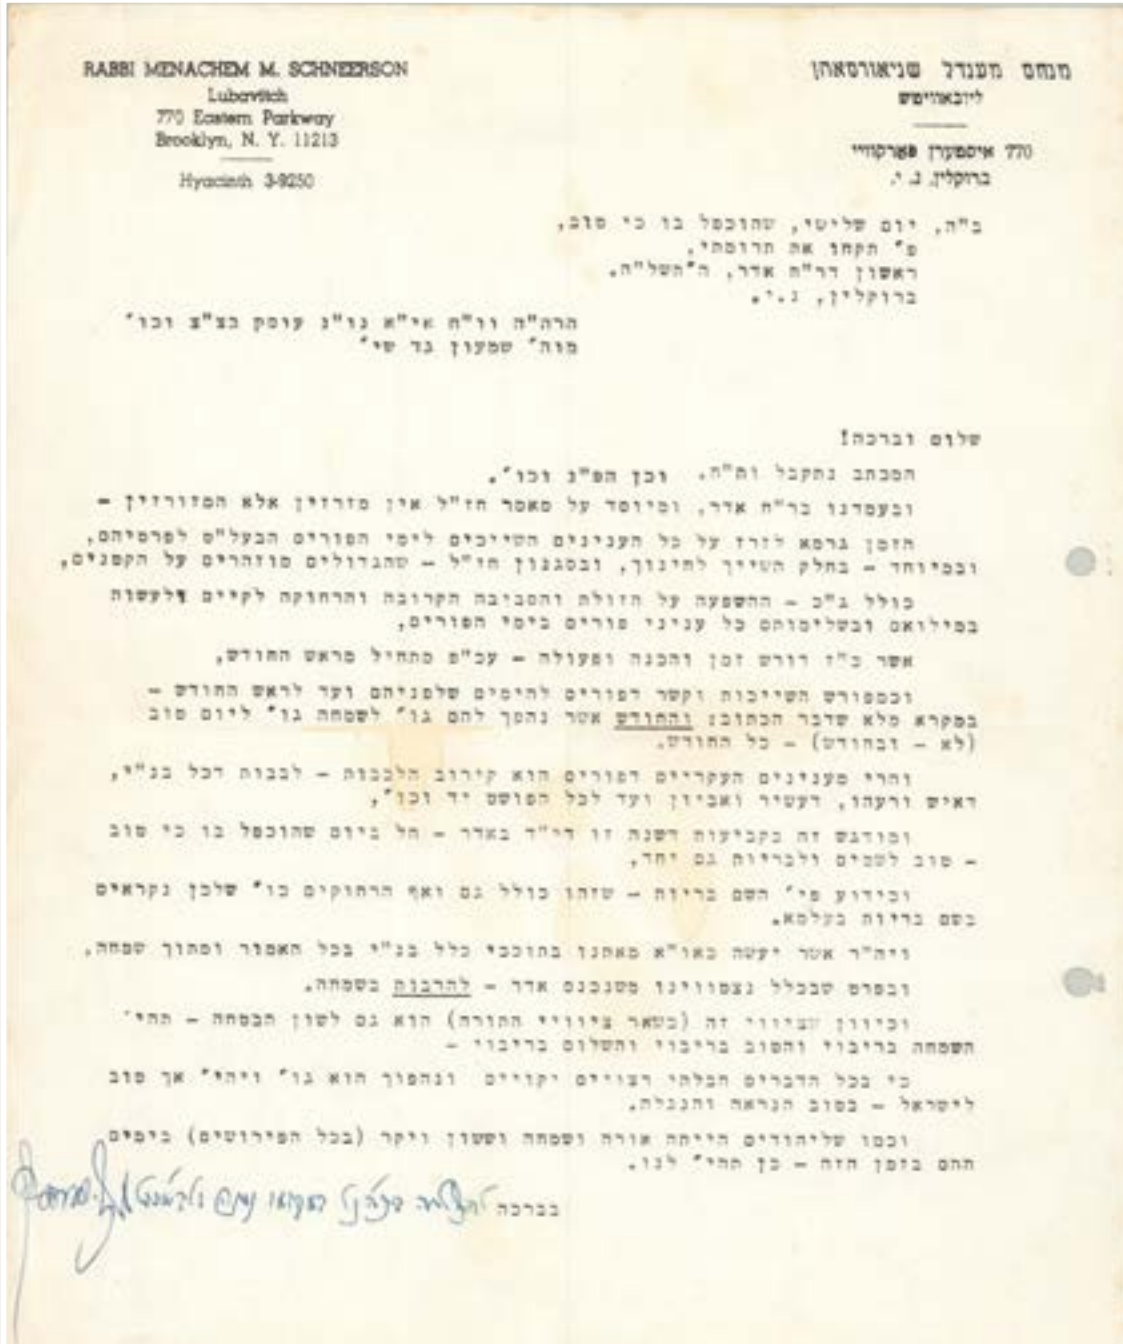 RABBI MENACHEM M. SCHNEERSON
Lubavitch
770 Eastern Parkway
Brooklyn, N. Y. 11213
Hyacinth 3-9250
מנחם מענדל שניאורסאהן
ליובאוויטש
770 איסטערן פארקוויי
ברוקלין, נ. י.
ב"ה, יום שלישי, שהוכפל בו כי טוב,
פ' תקחו את תרומתי,
ראשון דר"ח אדר, ה'תשל"ה.
ברוקלין, נ.י.
הרה"ח וו"ח אי"א נו"נ עוסק בצ"צ וכו'
מוה' שמעון גד שי'
שלום וברכה!
המכתב נתקבל ות"ח. וכן הפ"נ וכו'.
ובעמדנו בר"ח אדר, ומיוסד על מאמר חז"ל אין מזרזין אלא המזורזין –
הזמן גרמא לזרז על כל הענינים השייכים לימי הפורים הבעל"ט לפרטיהם,
ובמיוחד – בחלק השייך לחינוך, ובסגנון חז"ל – שהגדולים מוזהרים על הקטנים,
כולל ג"כ – ההשפעה על הזולת והסביבה הקרובה והרחוקה לקיים ולעשות
במילואם ובשלימותם כל עניני פורים בימי הפורים,
אשר כ"ז דורש זמן והכנה ופעולה – עכ"פ מתחיל מראש החודש,
וכמפורש השייכות וקשר דפורים להימים שלפניהם ועד לראש החודש –
במקרא מלא שדבר הכתוב: והחודש אשר נהפך להם גו' לשמחה גו' ליום טוב
(לא – ובחודש) – כל החודש.
והרי מענינים העקריים דפורים הוא קירוב הלבבות – לבבות דכל בנ"י,
דאיש ורעהו, דעשיר ואביון ועד לכל הפושט יד וכו',
ומודגש זה בקביעות דשנה זו די"ד באדר – חל ביום שהוכפל בו כי טוב
– טוב לשמים ולבריות גם יחד,
וכידוע פי' השם בריות – שזהו כולל גם ואף הרחוקים כו' שלכן נקראים
בשם בריות בעלמא.
ויה"ר אשר יעשה כאו"א מאתנו בתוככי כלל בנ"י בכל האמור ומתוך שמחה,
ובפרט שבכלל נצטווינו משנכנס אדר – להרבות בשמחה.
וכיוון שציווי זה (כשאר ציוויי התורה) הוא גם לשון הבטחה – תהי'
השמחה בריבוי והטוב בריבוי והשלום בריבוי –
כי בכל הדברים הבלתי רצויים יקויים ונהפוך הוא גו' ויהי' אך טוב
לישראל – בטוב הנראה והנגלה.
וכמו שליהודים הייתה אורה ושמחה וששון ויקר (בכל הפירושים) בימים
ההם בזמן הזה – כן תהי' לנו.
בברכה